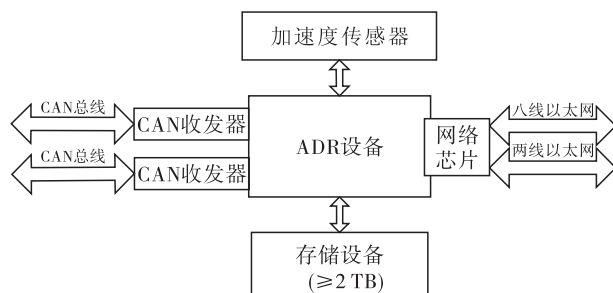 加速度传感器
CAN总线
CAN收发器
ADR设备
网络
芯片
八线以太网
两线以太网
CAN总线
CAN收发器
存储设备
(≥2 TB)